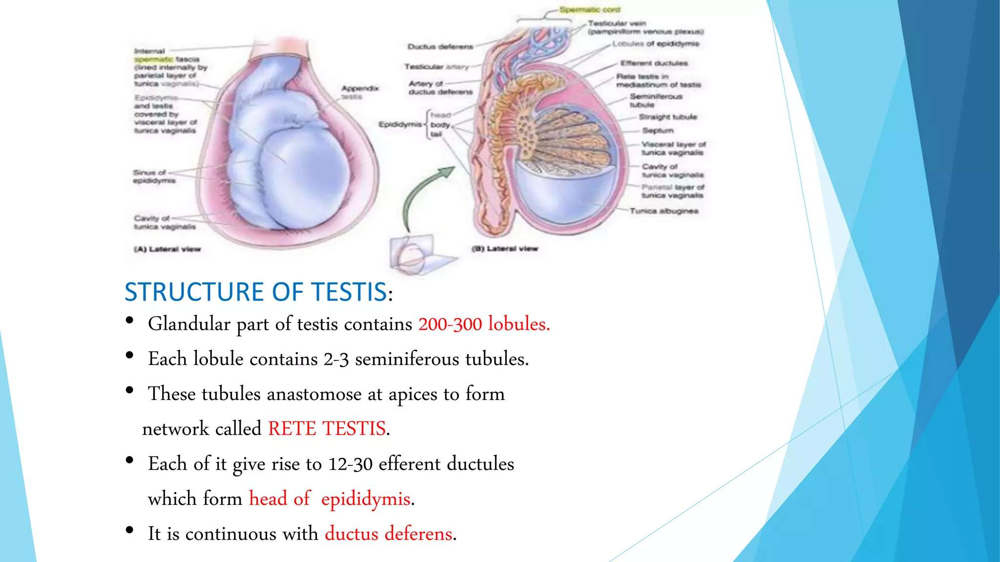 Spermatic cord
Testicular vein
(pampiniform venous plexus)
Lobules of epididymis
Efferent ductules
Rete testis in
mediastinum of testis
Seminiferous
tubule
Straight tubule
Septum
Visceral layer of
tunica vaginalis
Cavity of
tunica vaginalis
Parietal layer of
tunica vaginalis
Tunica albuginea
Ductus deferens
Testicular artery
Artery of
ductus deferens
Epididymis
head
body
tail
(B) Lateral view
Internal
spermatic fascia
(lined internally by
parietal layer of
tunica vaginalis)
Epididymis
and testis
covered by
visceral layer of
tunica vaginalis
Appendix
testis
Sinus of
epididymis
Cavity of
tunica vaginalis
(A) Lateral view
STRUCTURE OF TESTIS:
• Glandular part of testis contains 200-300 lobules.
• Each lobule contains 2-3 seminiferous tubules.
• These tubules anastomose at apices to form
network called RETE TESTIS.
• Each of it give rise to 12-30 efferent ductules
which form head of epididymis.
• It is continuous with ductus deferens.